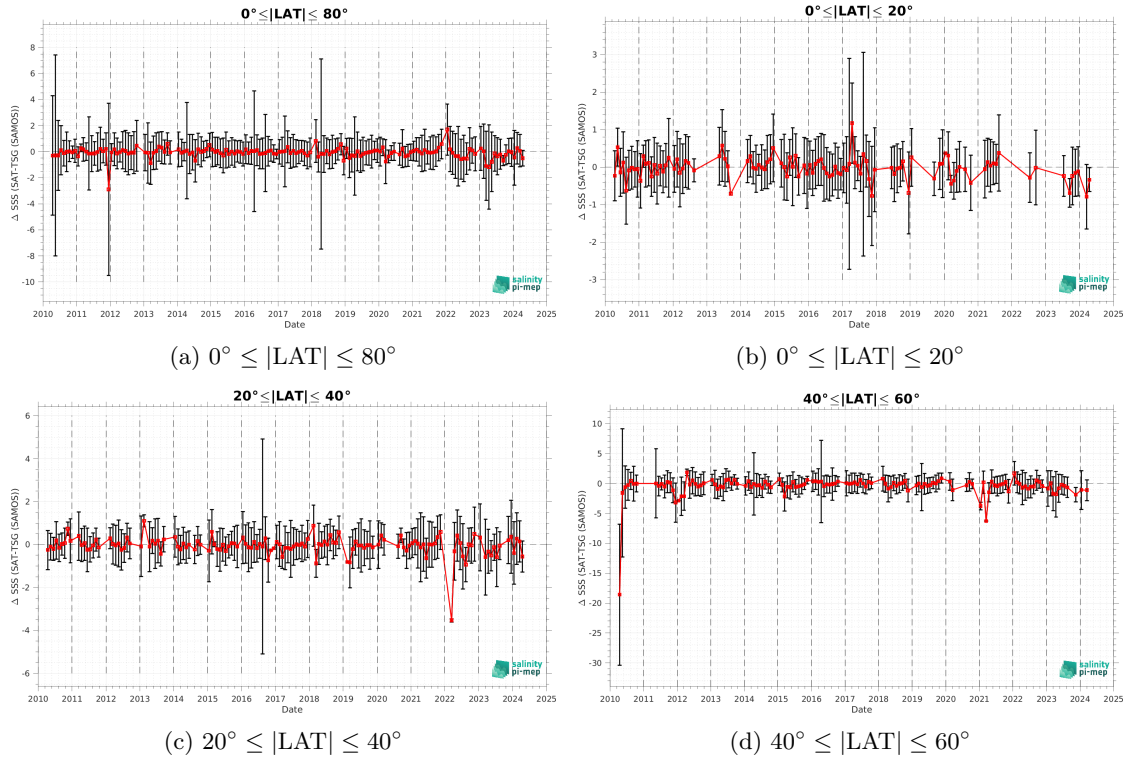 0°≤|LAT|≤ 80°
Δ SSS (SAT-TSG (SAMOS))
8
6
4
2
0
-2
-4
-6
-8
-10
2010 2011 2012 2013 2014 2015 2016 2017 2018 2019 2020 2021 2022 2023 2024 2025
Date
salinity
pi-mep
(a) 0° ≤ |LAT| ≤ 80°
0°≤|LAT|≤ 20°
Δ SSS (SAT-TSG (SAMOS))
3
2
1
0
-1
-2
-3
2010 2011 2012 2013 2014 2015 2016 2017 2018 2019 2020 2021 2022 2023 2024 2025
Date
salinity
pi-mep
(b) 0° ≤ |LAT| ≤ 20°
20°≤|LAT|≤ 40°
Δ SSS (SAT-TSG (SAMOS))
6
4
2
0
-2
-4
-6
2010 2011 2012 2013 2014 2015 2016 2017 2018 2019 2020 2021 2022 2023 2024 2025
Date
salinity
pi-mep
(c) 20° ≤ |LAT| ≤ 40°
40°≤|LAT|≤ 60°
Δ SSS (SAT-TSG (SAMOS))
10
5
0
-5
-10
-15
-20
-25
-30
2010 2011 2012 2013 2014 2015 2016 2017 2018 2019 2020 2021 2022 2023 2024 2025
Date
salinity
pi-mep
(d) 40° ≤ |LAT| ≤ 60°